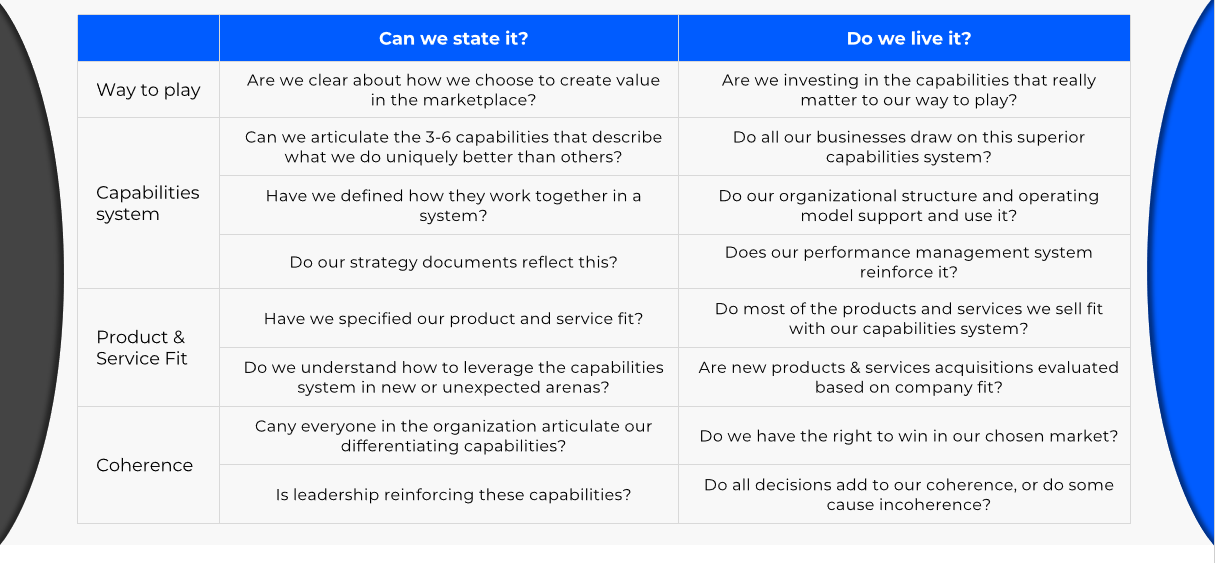 Can we state it?
Do we live it?
Way to play
Are we clear about how we choose to create value
in the marketplace?
Are we investing in the capabilities that really
matter to our way to play?
Capabilities
system
Can we articulate the 3-6 capabilities that describe
what we do uniquely better than others?
Do all our businesses draw on this superior
capabilities system?
Have we defined how they work together in a
system?
Do our organizational structure and operating
model support and use it?
Do our strategy documents reflect this?
Does our performance management system
reinforce it?
Product &
Service Fit
Have we specified our product and service fit?
Do most of the products and services we sell fit
with our capabilities system?
Do we understand how to leverage the capabilities
system in new or unexpected arenas?
Are new products & services acquisitions evaluated
based on company fit?
Coherence
Cany everyone in the organization articulate our
differentiating capabilities?
Do we have the right to win in our chosen market?
Is leadership reinforcing these capabilities?
Do all decisions add to our coherence, or do some
cause incoherence?